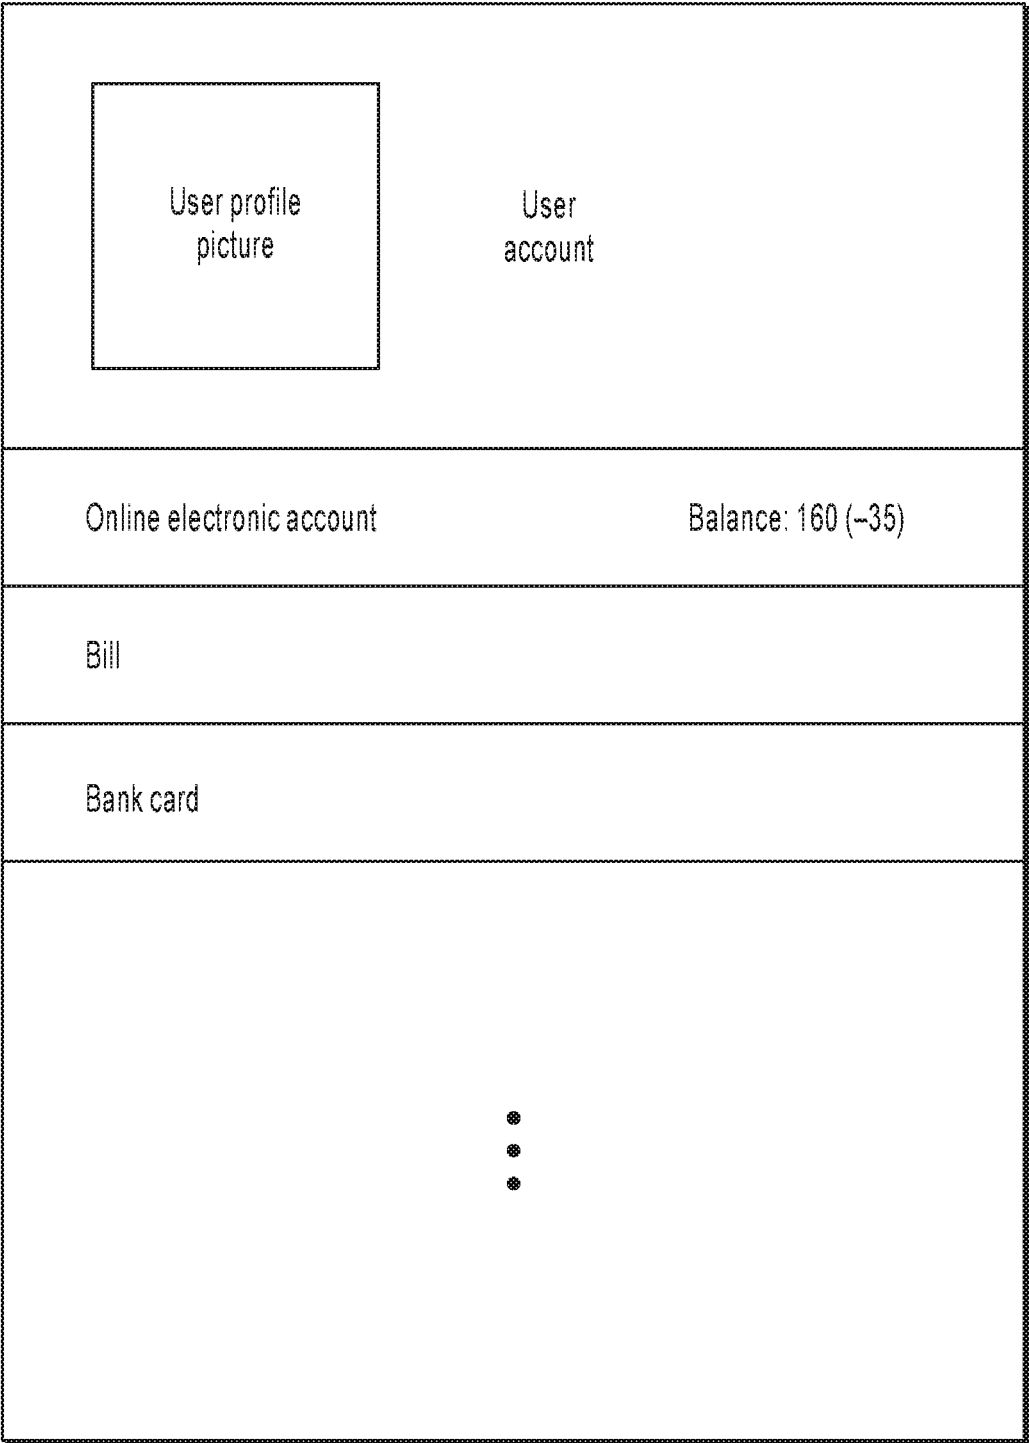 User profile
picture
User
account
Online electronic account
Balance: 160 (–35)
Bill
Bank card